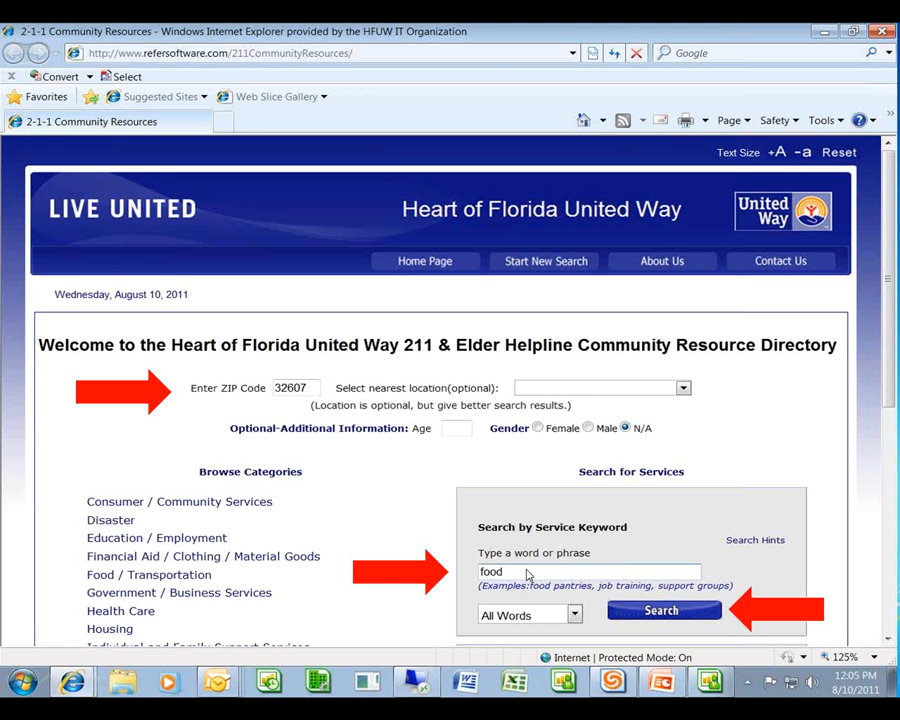 2-1-1 Community Resources - Windows Internet Explorer provided by the HFUW IT Organization
http://www.refersoftware.com/211CommunityResources/
Google
x Convert Select
Favorites Suggested Sites Web Slice Gallery
2-1-1 Community Resources
Page Safety Tools
Text Size +A -a Reset
LIVE UNITED
Heart of Florida United Way
United Way
Home Page Start New Search About Us Contact Us
Wednesday, August 10, 2011
Welcome to the Heart of Florida United Way 211 & Elder Helpline Community Resource Directory
Enter ZIP Code 32607 Select nearest location(optional):
(Location is optional, but give better search results.)
Optional-Additional Information: Age Gender Female Male N/A
Browse Categories
Consumer / Community Services
Disaster
Education / Employment
Financial Aid / Clothing / Material Goods
Food / Transportation
Government / Business Services
Health Care
Housing
Individual and Family Support Services
Search for Services
Search by Service Keyword
Search Hints
Type a word or phrase
food
(Examples:food pantries, job training, support groups)
All Words Search
Internet | Protected Mode: On
125%
12:05 PM
8/10/2011